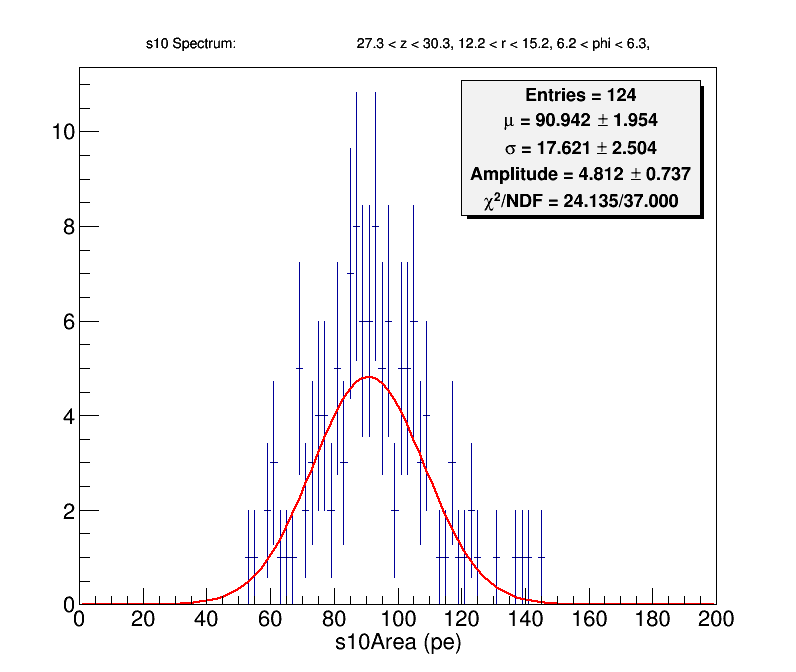 s10 Spectrum: 27.3 < z < 30.3, 12.2 < r < 15.2, 6.2 < phi < 6.3,
Entries = 124
μ = 90.942 ± 1.954
σ = 17.621 ± 2.504
Amplitude = 4.812 ± 0.737
χ²/NDF = 24.135/37.000
10
8
6
4
2
0
0 20 40 60 80 100 120 140 160 180 200
s10Area (pe)